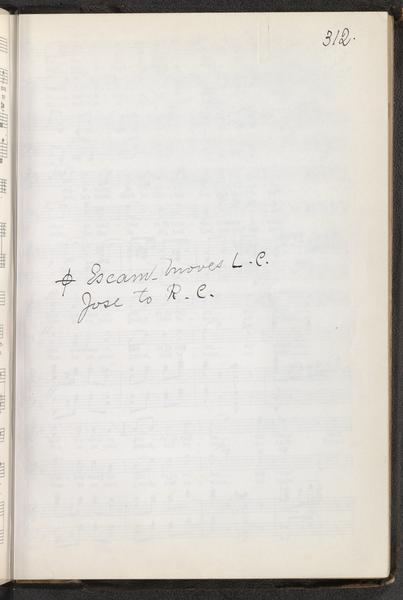 312.
ϕ Escam– moves L.C.
Jose to R.C.